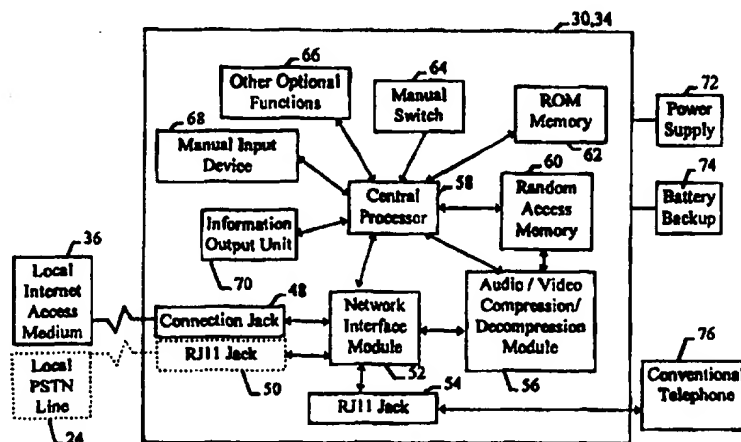 30,34
66
Other Optional
Functions
64
Manual
Switch
ROM
Memory
62
72
Power
Supply
68
Manual Input
Device
60
Random
Access
Memory
74
Battery
Backup
Central
Processor
58
Information
Output Unit
70
36
Local
Internet
Access
Medium
48
Connection Jack
RJ11 Jack
50
Network
Interface
Module
52
Audio / Video
Compression/
Decompression
Module
56
Local
PSTN
Line
24
54
RJ11 Jack
76
Conventional
Telephone